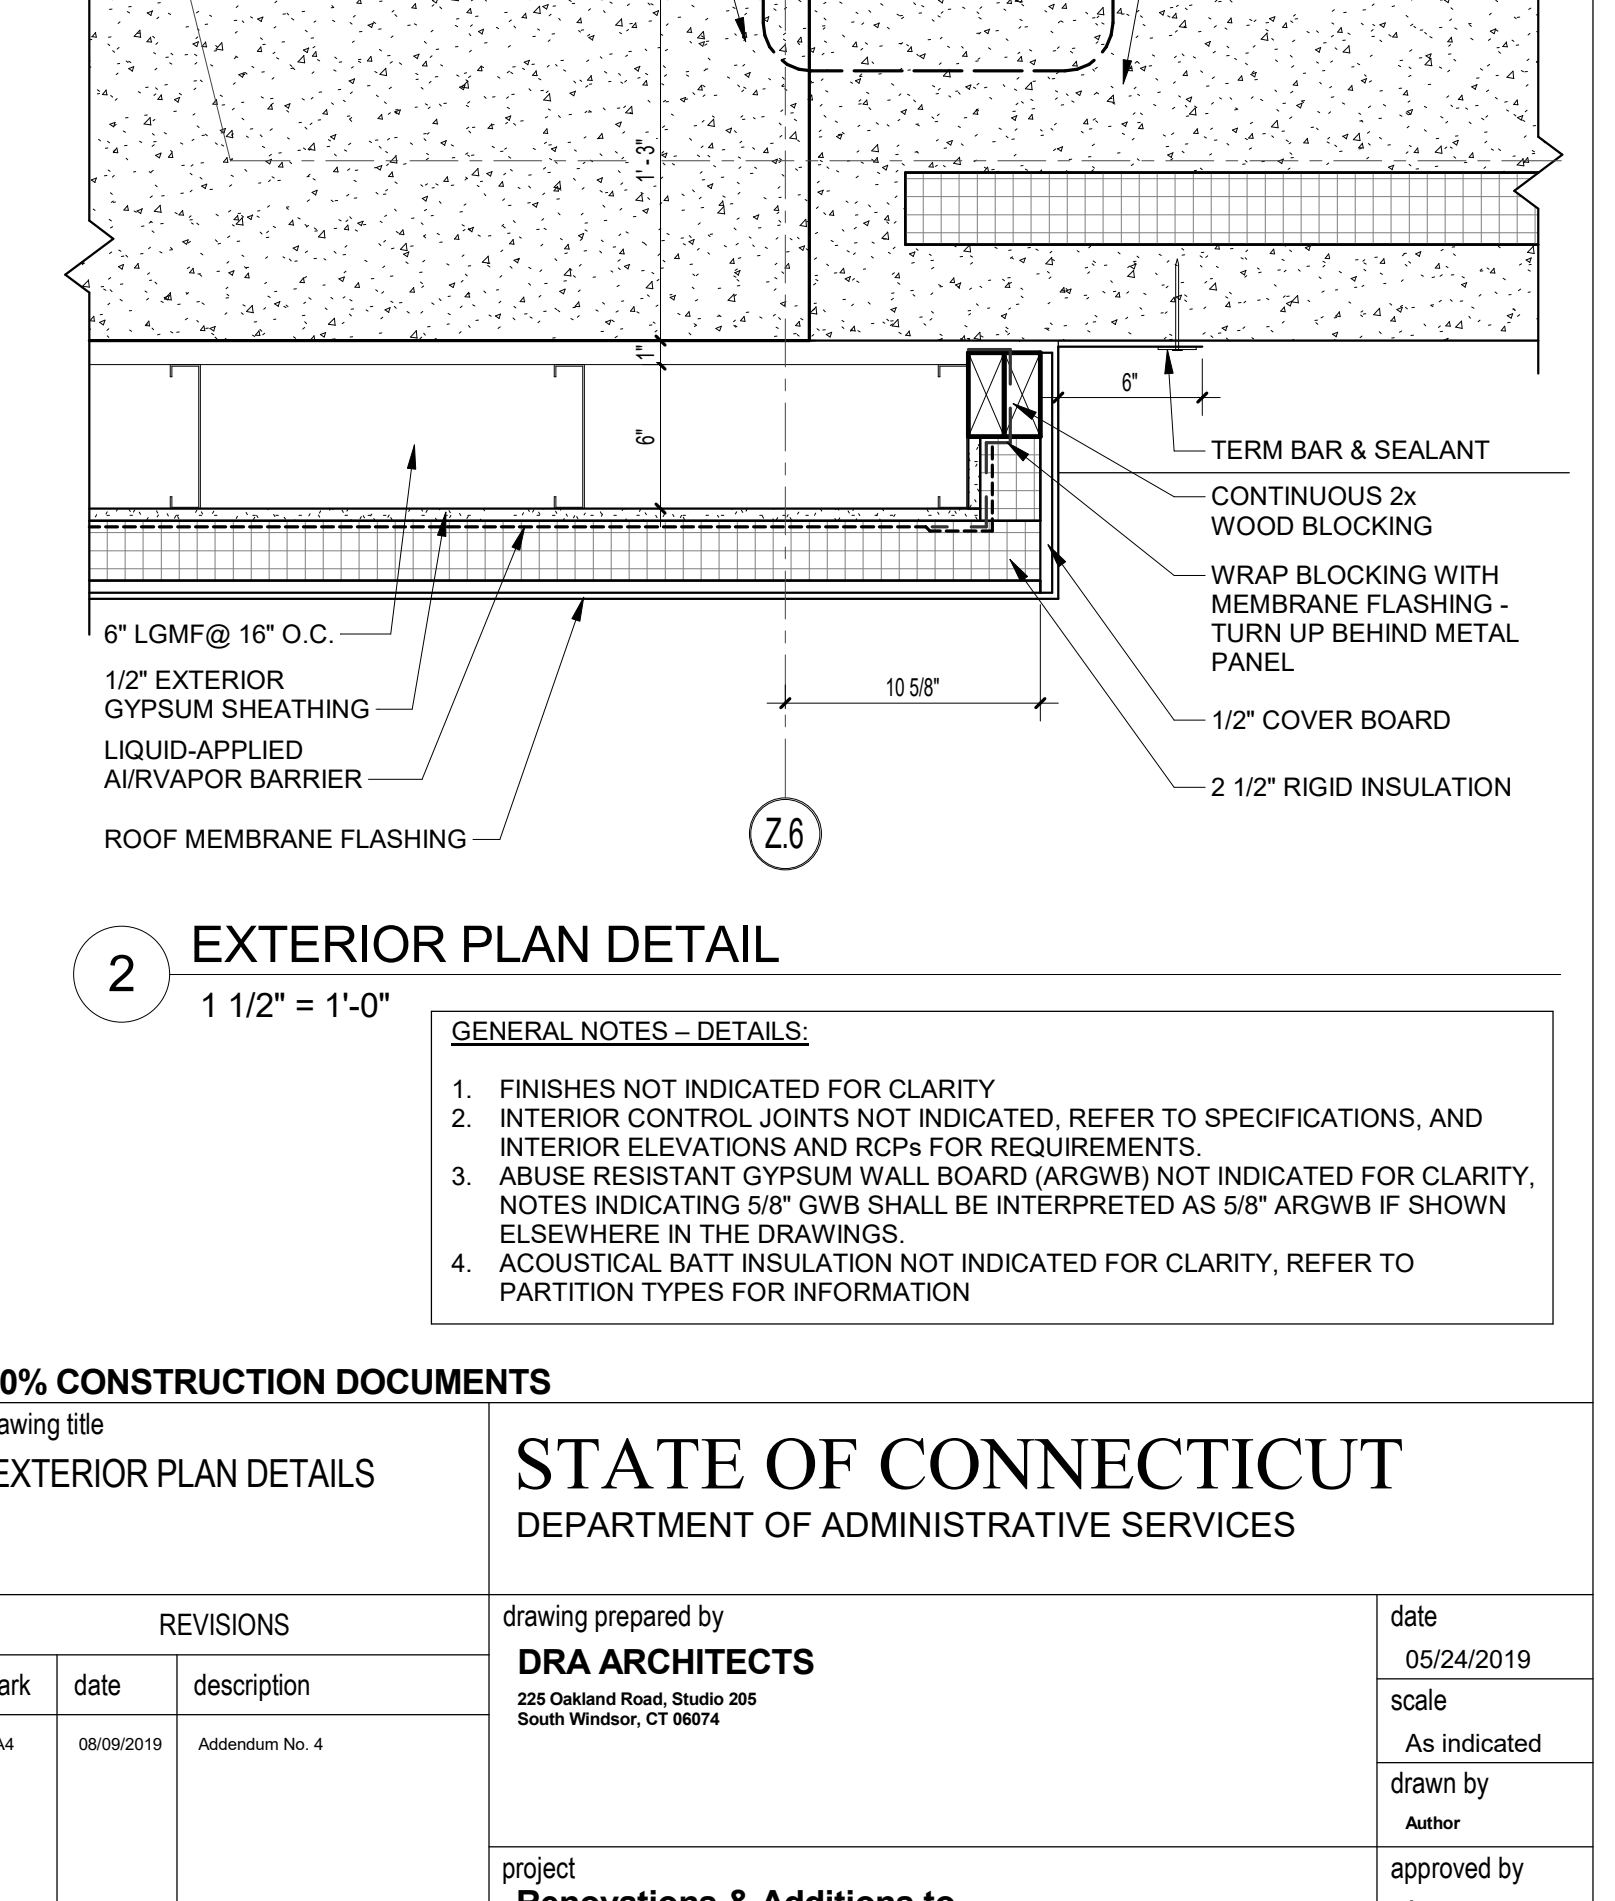 1' - 3"
1"
6"
6"
TERM BAR & SEALANT
CONTINUOUS 2x
WOOD BLOCKING
WRAP BLOCKING WITH
MEMBRANE FLASHING -
TURN UP BEHIND METAL
PANEL
1/2" COVER BOARD
2 1/2" RIGID INSULATION
6" LGMF@ 16" O.C.
1/2" EXTERIOR
GYPSUM SHEATHING
LIQUID-APPLIED
AI/RVAPOR BARRIER
ROOF MEMBRANE FLASHING
10 5/8"
Z.6
2
EXTERIOR PLAN DETAIL
1 1/2" = 1'-0"
GENERAL NOTES – DETAILS:
1. FINISHES NOT INDICATED FOR CLARITY
2. INTERIOR CONTROL JOINTS NOT INDICATED, REFER TO SPECIFICATIONS, AND
INTERIOR ELEVATIONS AND RCPs FOR REQUIREMENTS.
3. ABUSE RESISTANT GYPSUM WALL BOARD (ARGWB) NOT INDICATED FOR CLARITY,
NOTES INDICATING 5/8" GWB SHALL BE INTERPRETED AS 5/8" ARGWB IF SHOWN
ELSEWHERE IN THE DRAWINGS.
4. ACOUSTICAL BATT INSULATION NOT INDICATED FOR CLARITY, REFER TO
PARTITION TYPES FOR INFORMATION
0% CONSTRUCTION DOCUMENTS
awing title
EXTERIOR PLAN DETAILS
STATE OF CONNECTICUT
DEPARTMENT OF ADMINISTRATIVE SERVICES
REVISIONS
ark date description
A4 08/09/2019 Addendum No. 4
drawing prepared by
DRA ARCHITECTS
225 Oakland Road, Studio 205
South Windsor, CT 06074
date
05/24/2019
scale
As indicated
drawn by
Author
project
Renovations & Additions to
approved by